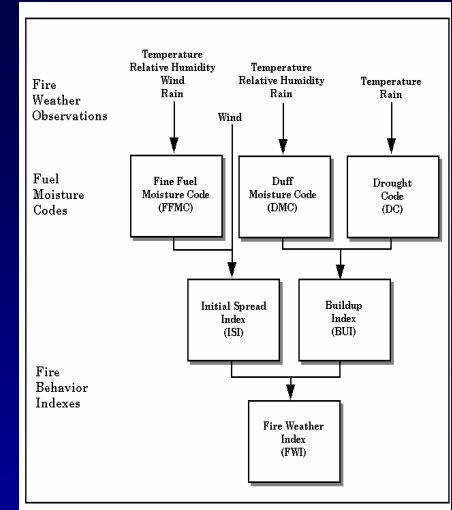 Temperature
Relative Humidity
Wind
Rain
Temperature
Relative Humidity
Rain
Temperature
Rain
Fire
Weather
Observations
Wind
Fuel
Moisture
Codes
Fine Fuel
Moisture Code
(FFMC)
Duff
Moisture Code
(DMC)
Drought
Code
(DC)
Initial Spread
Index
(ISI)
Buildup
Index
(BUI)
Fire
Behavior
Indexes
Fire Weather
Index
(FWI)